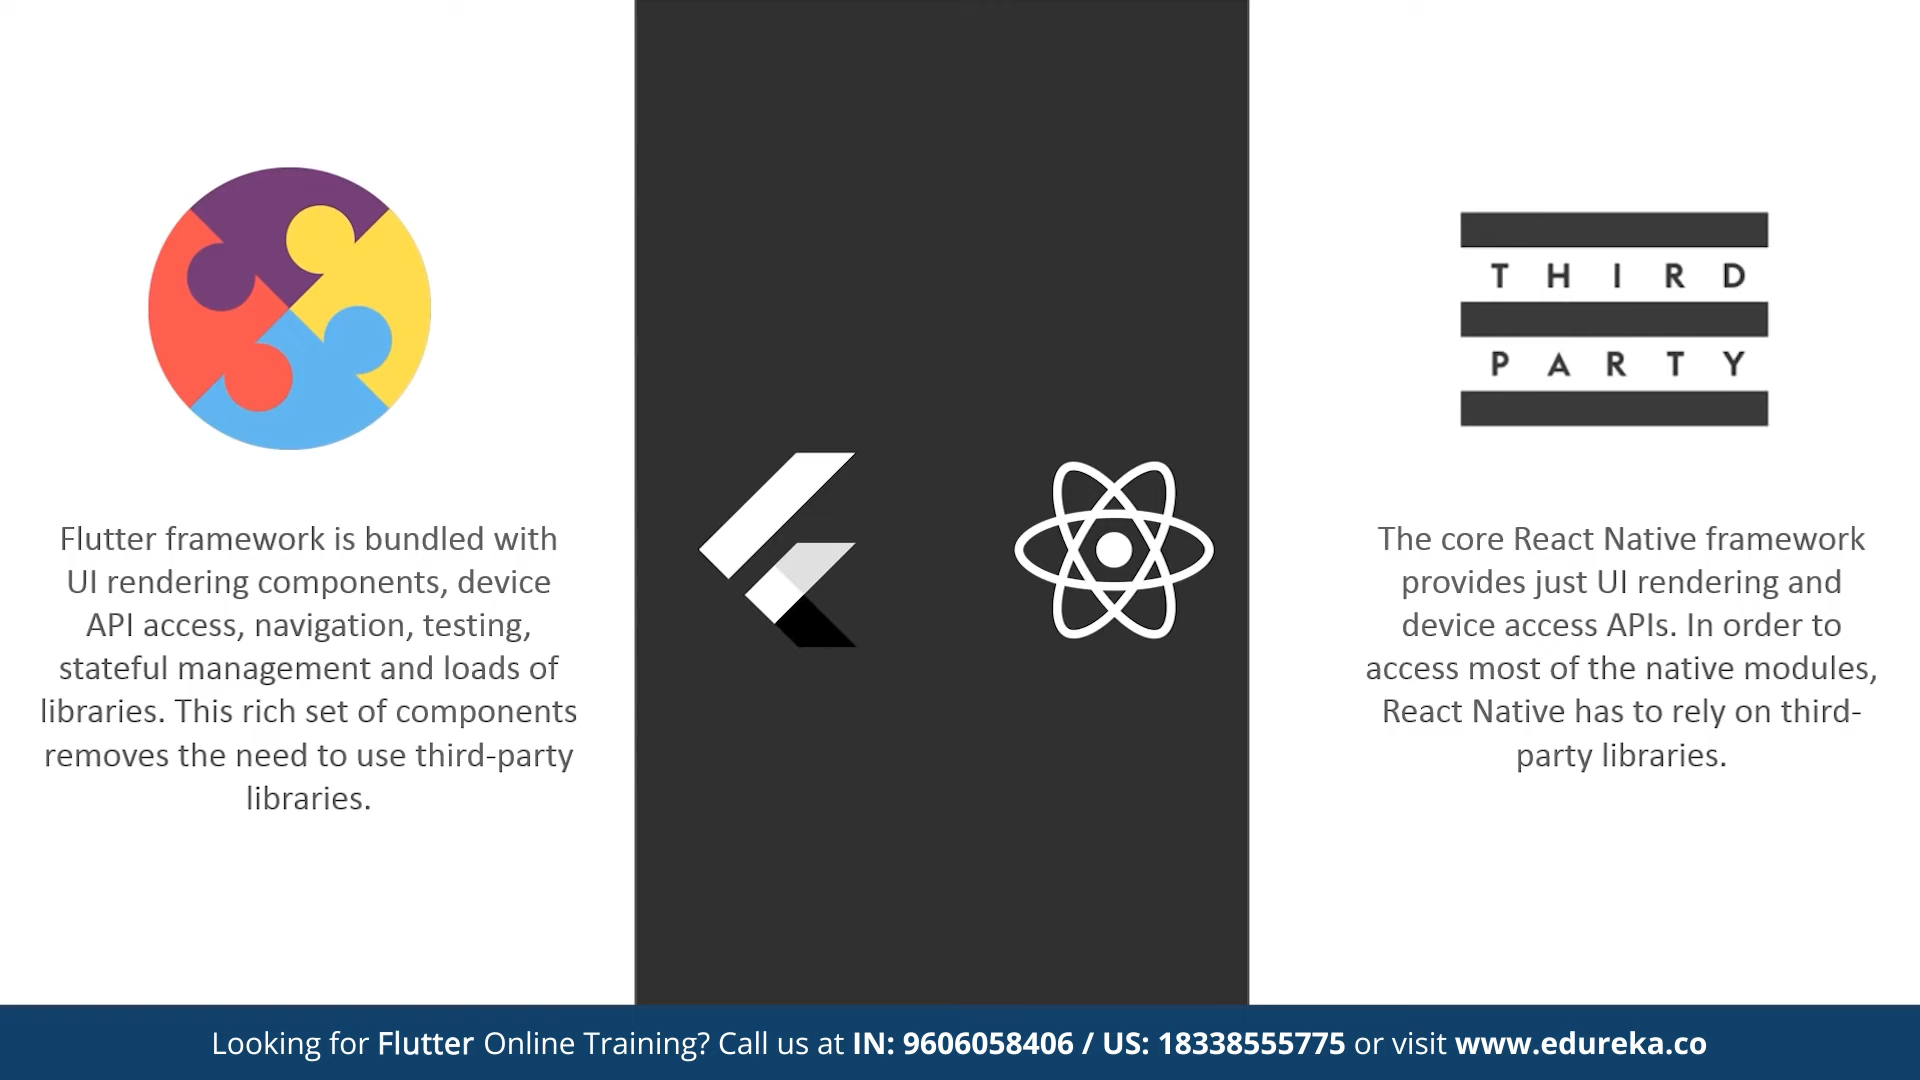 Flutter framework is bundled with
UI rendering components, device
API access, navigation, testing,
stateful management and loads of
libraries. This rich set of components
removes the need to use third-party
libraries.
THIRD
PARTY
The core React Native framework
provides just UI rendering and
device access APIs. In order to
access most of the native modules,
React Native has to rely on third-
party libraries.
Looking for Flutter Online Training? Call us at IN: 9606058406 / US: 18338555775 or visit www.edureka.co